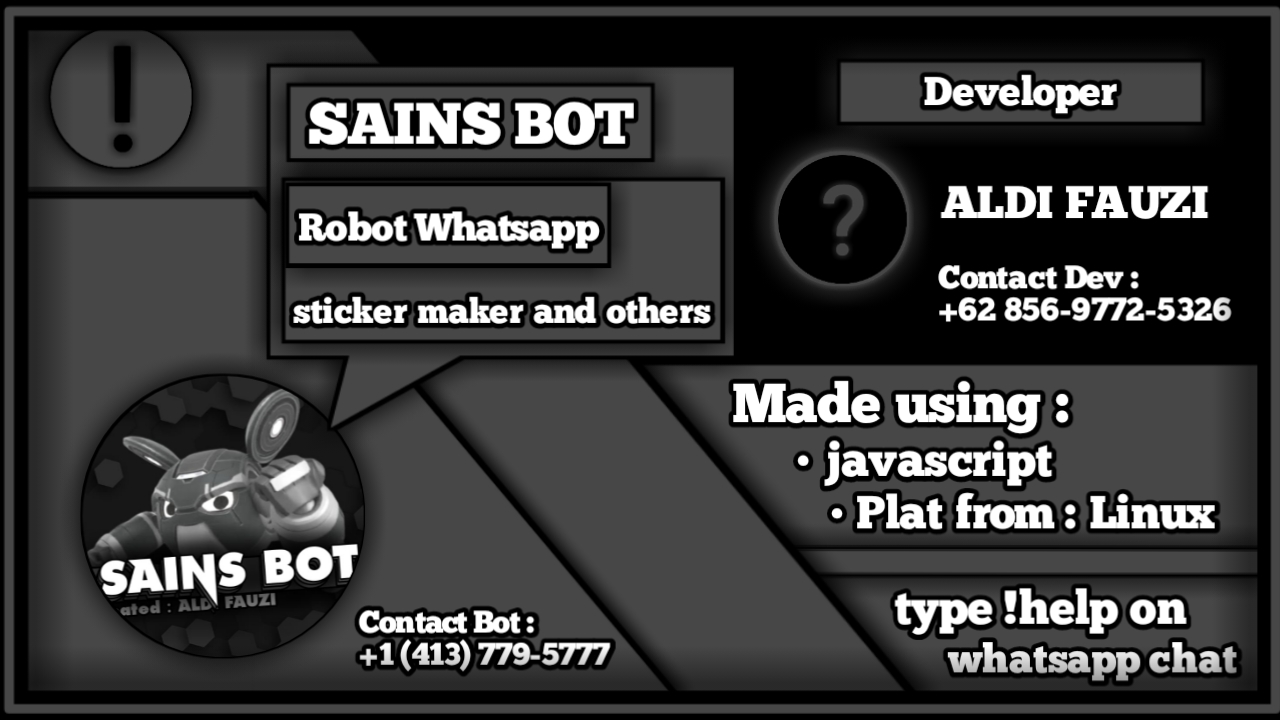 !
SAINS BOT
Robot Whatsapp
sticker maker and others
Developer
?
ALDI FAUZI
Contact Dev :
+62 856-9772-5326
Made using :
• javascript
• Plat from : Linux
type !help on
whatsapp chat
SAINS BOT
ated : ALDI FAUZI
Contact Bot :
+1 (413) 779-5777